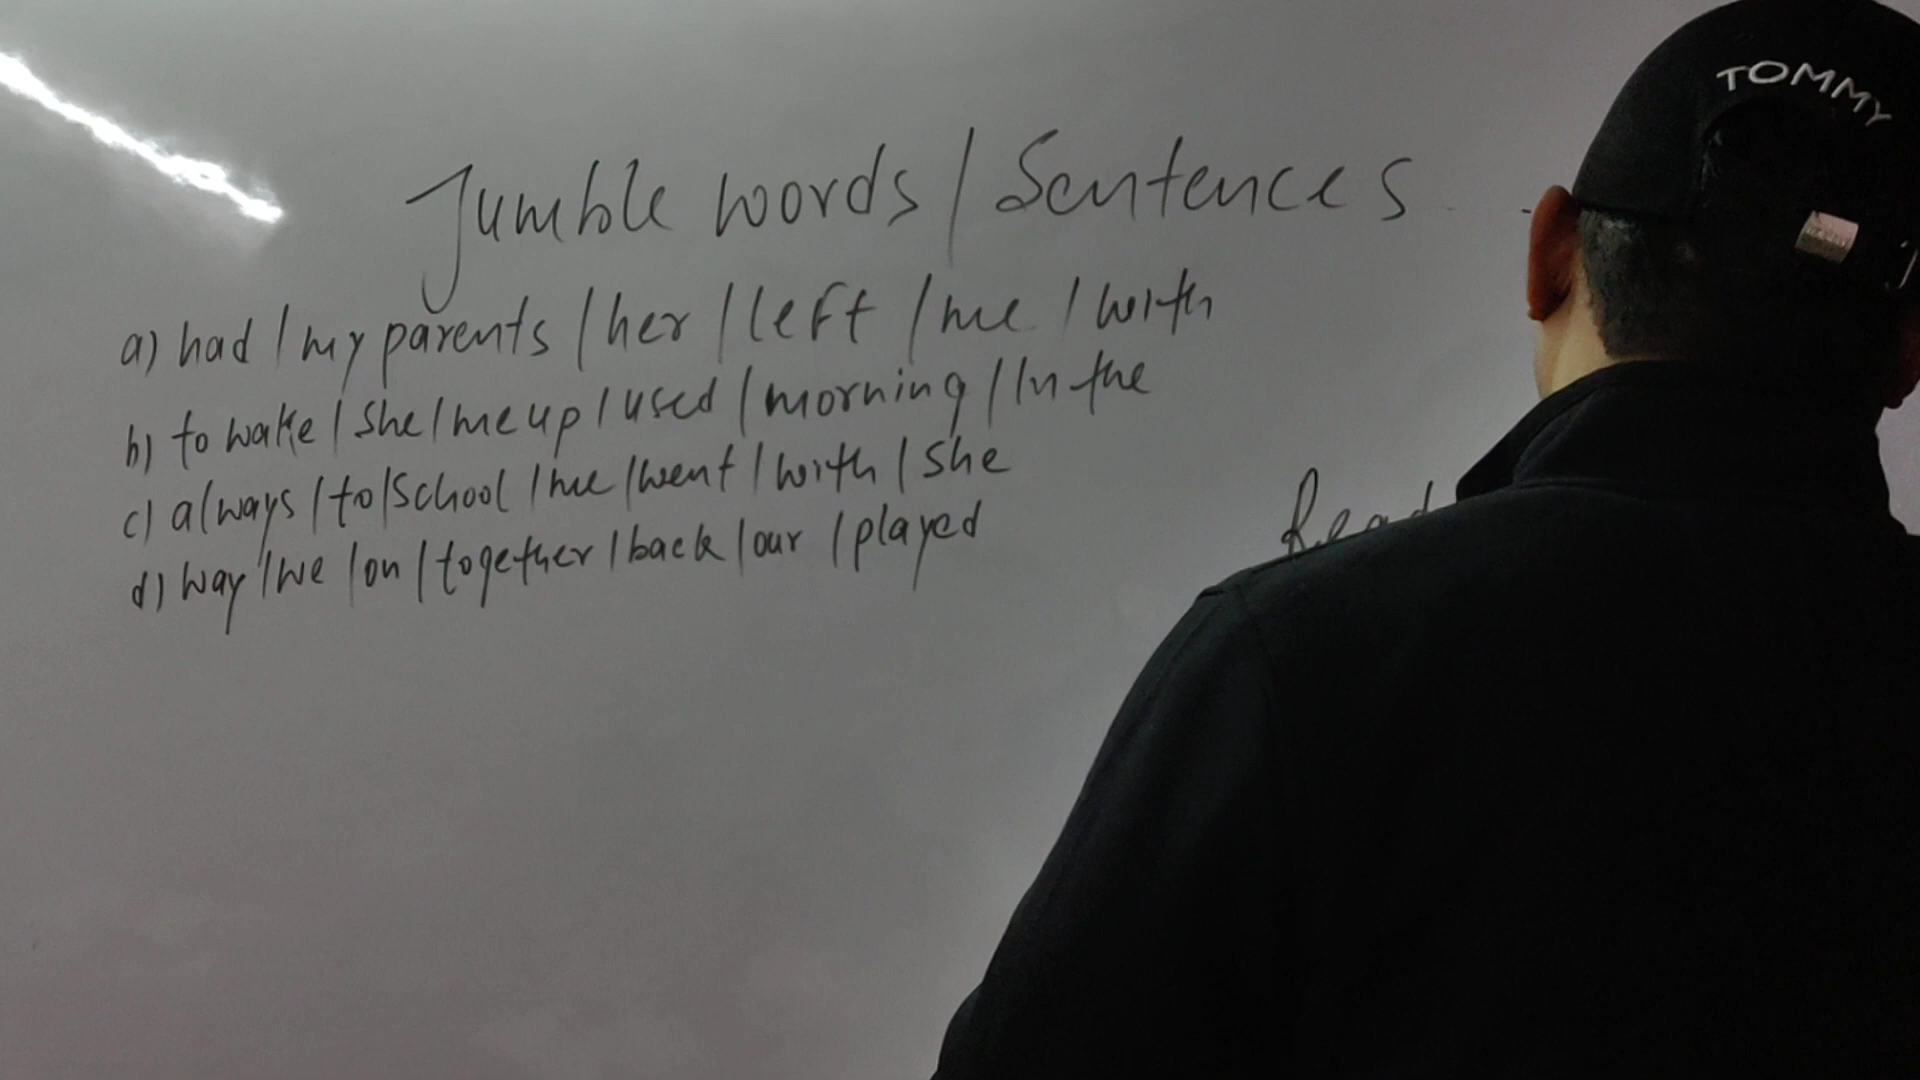 TOMMY
Jumble words / Sentences
a) had / my parents / her / left / me / with
b) to wake / she / me up / used / morning / In the
c) always / to / School / me / went / with / she
d) way / we / on / together / back / our / played
Read